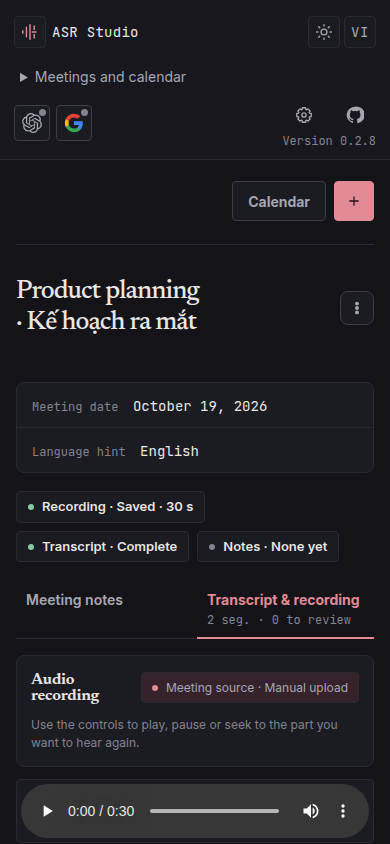 ASR Studio
VI
Meetings and calendar
Version 0.2.8
Calendar
+
Product planning
· Kế hoạch ra mắt
Meeting date October 19, 2026
Language hint English
Recording · Saved · 30 s
Transcript · Complete
Notes · None yet
Meeting notes
Transcript & recording
2 seg. · 0 to review
Audio
recording
Meeting source · Manual upload
Use the controls to play, pause or seek to the part you
want to hear again.
0:00 / 0:30